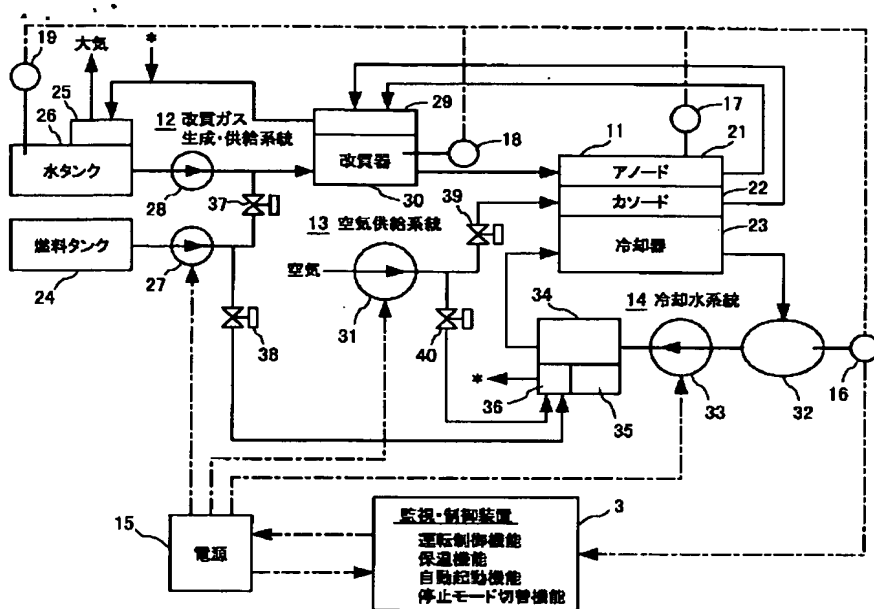 19
大気
*
25
26
12 改質ガス
生成・供給系統
29
17
11
21
水タンク
28
改質器
18
アノード
カソード
22
37
30
39
23
13 空気供給系統
冷却器
燃料タンク
24
27
空気
31
34
14 冷却水系統
38
40
*
36
35
33
32
16
15
電源
監視・制御装置
3
運転制御機能
保温機能
自動起動機能
停止モード切替機能